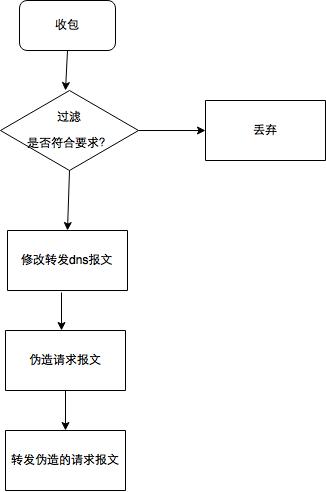 收包
过滤
是否符合要求?
丢弃
修改转发dns报文
伪造请求报文
转发伪造的请求报文